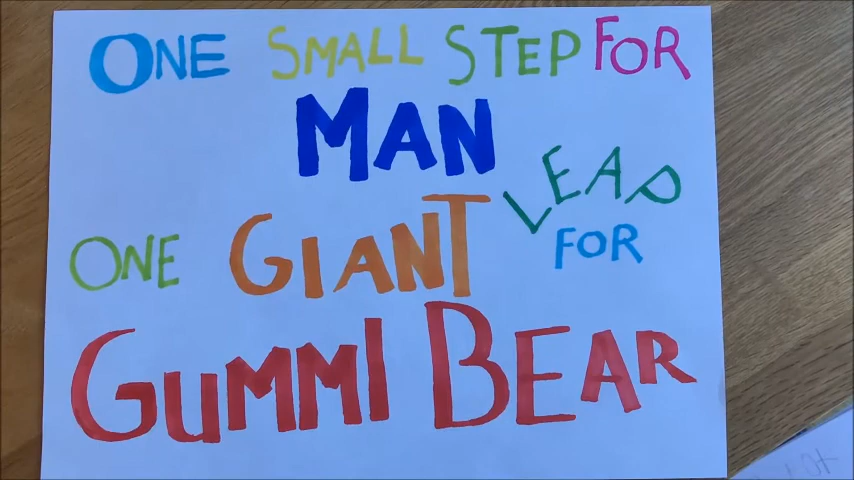 ONE SMALL STEP FOR
MAN
ONE GIANT LEAP FOR
GUMMI BEAR